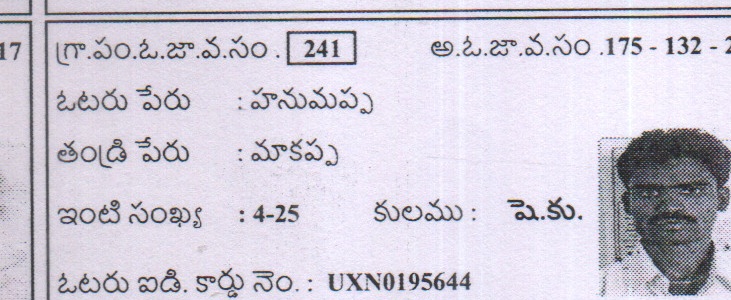 17
గ్రా.పం.ఓ.జా.వ.సం . 241 అ.ఓ.జా.వ.సం .175 - 132 - 2
ఓటరు పేరు : హనుమప్ప
తండ్రి పేరు : మాకప్ప
ఇంటి సంఖ్య : 4-25 కులము : షె.కు.
ఓటరు ఐడి. కార్డు నెం. : UXN0195644